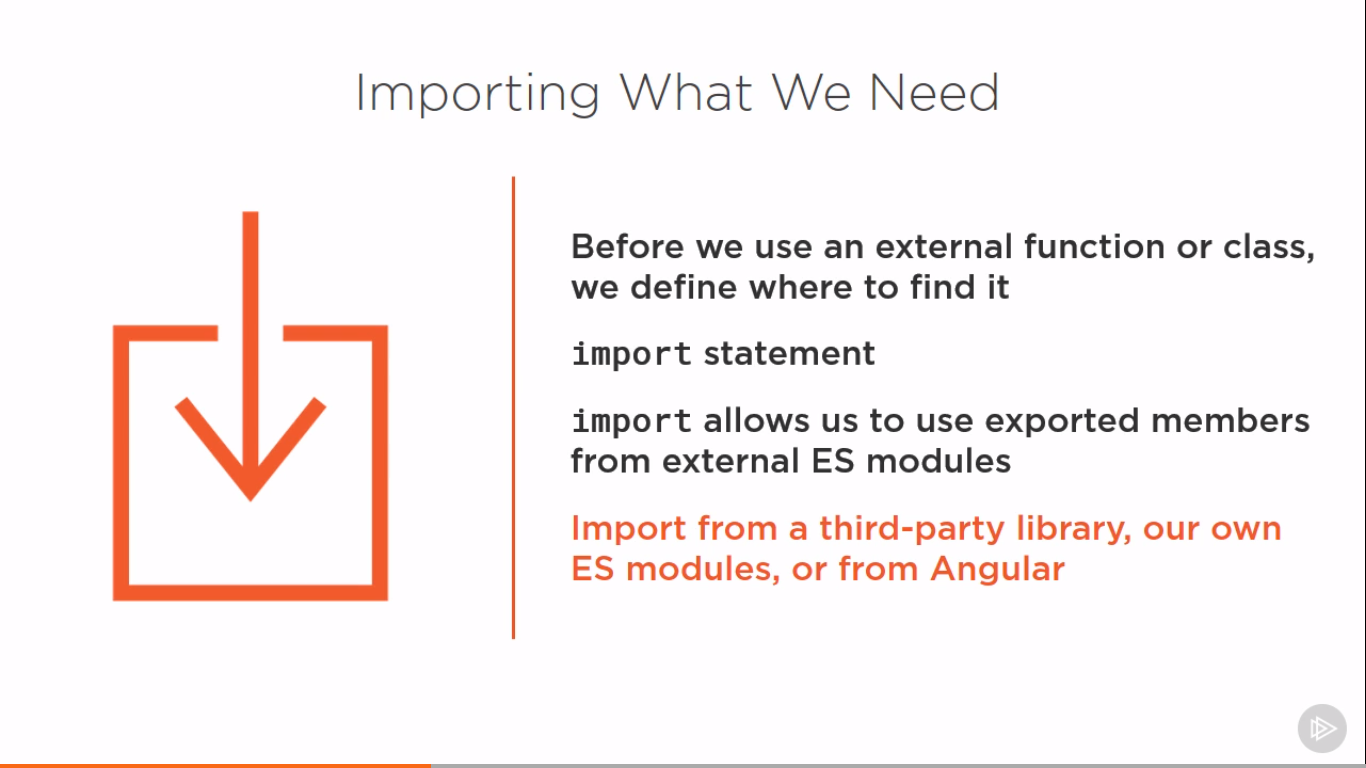 Importing What We Need
Before we use an external function or class,
we define where to find it
import statement
import allows us to use exported members
from external ES modules
Import from a third-party library, our own
ES modules, or from Angular